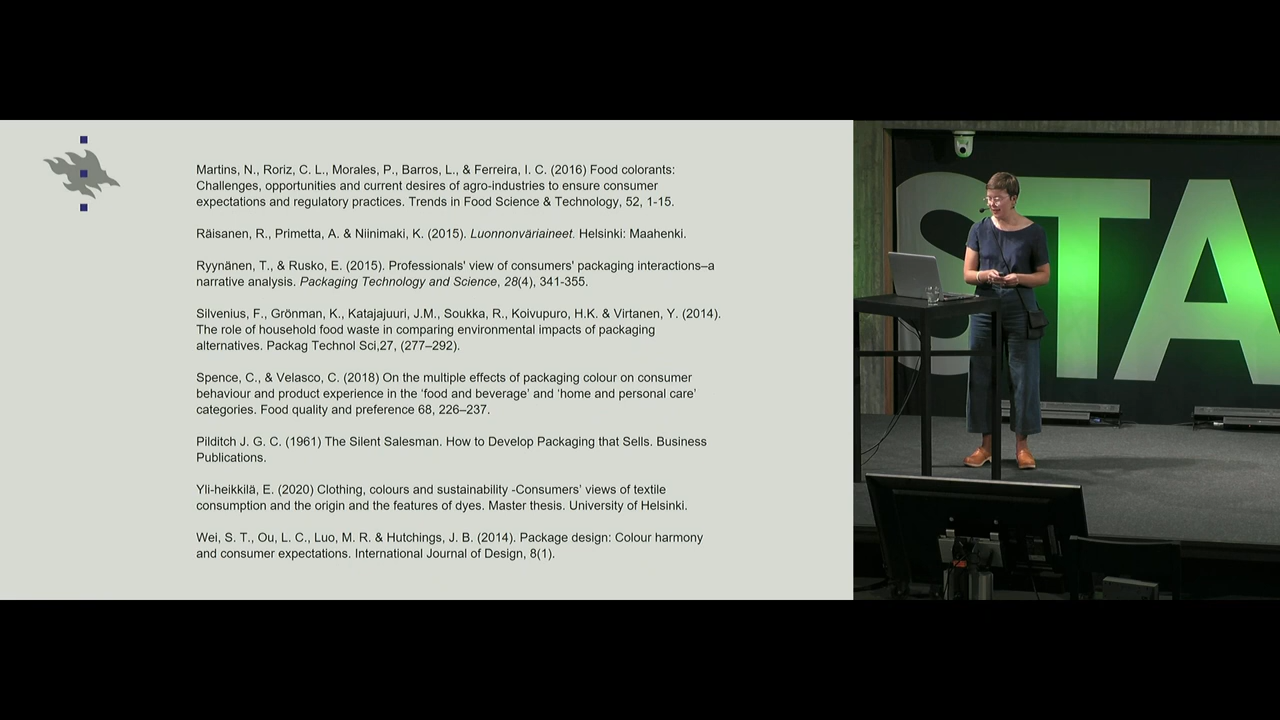 Martins, N., Roriz, C. L., Morales, P., Barros, L., & Ferreira, I. C. (2016) Food colorants:
Challenges, opportunities and current desires of agro-industries to ensure consumer
expectations and regulatory practices. Trends in Food Science & Technology, 52, 1-15.
Räisanen, R., Primetta, A. & Niinimaki, K. (2015). Luonnonväriaineet. Helsinki: Maahenki.
Ryynänen, T., & Rusko, E. (2015). Professionals' view of consumers' packaging interactions–a
narrative analysis. Packaging Technology and Science, 28(4), 341-355.
Silvenius, F., Grönman, K., Katajajuuri, J.M., Soukka, R., Koivupuro, H.K. & Virtanen, Y. (2014).
The role of household food waste in comparing environmental impacts of packaging
alternatives. Packag Technol Sci,27, (277–292).
Spence, C., & Velasco, C. (2018) On the multiple effects of packaging colour on consumer
behaviour and product experience in the ‘food and beverage’ and ‘home and personal care’
categories. Food quality and preference 68, 226–237.
Pilditch J. G. C. (1961) The Silent Salesman. How to Develop Packaging that Sells. Business
Publications.
Yli-heikkilä, E. (2020) Clothing, colours and sustainability -Consumers’ views of textile
consumption and the origin and the features of dyes. Master thesis. University of Helsinki.
Wei, S. T., Ou, L. C., Luo, M. R. & Hutchings, J. B. (2014). Package design: Colour harmony
and consumer expectations. International Journal of Design, 8(1).
STA